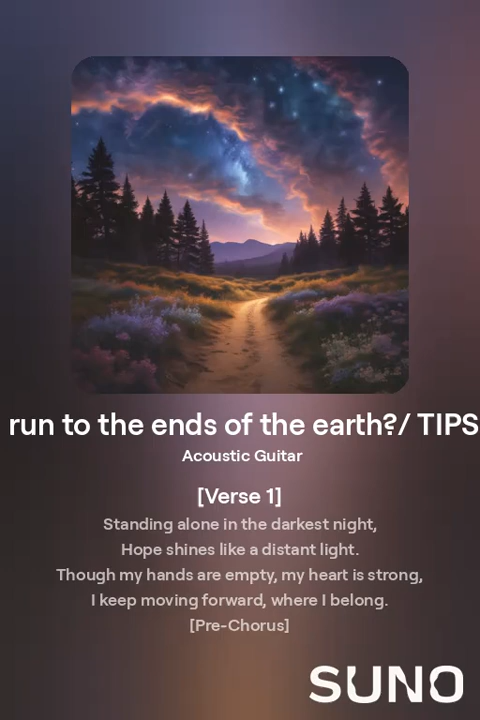 run to the ends of the earth?/ TIPS
Acoustic Guitar
[Verse 1]
Standing alone in the darkest night,
Hope shines like a distant light.
Though my hands are empty, my heart is strong,
I keep moving forward, where I belong.
[Pre-Chorus]
SUNO